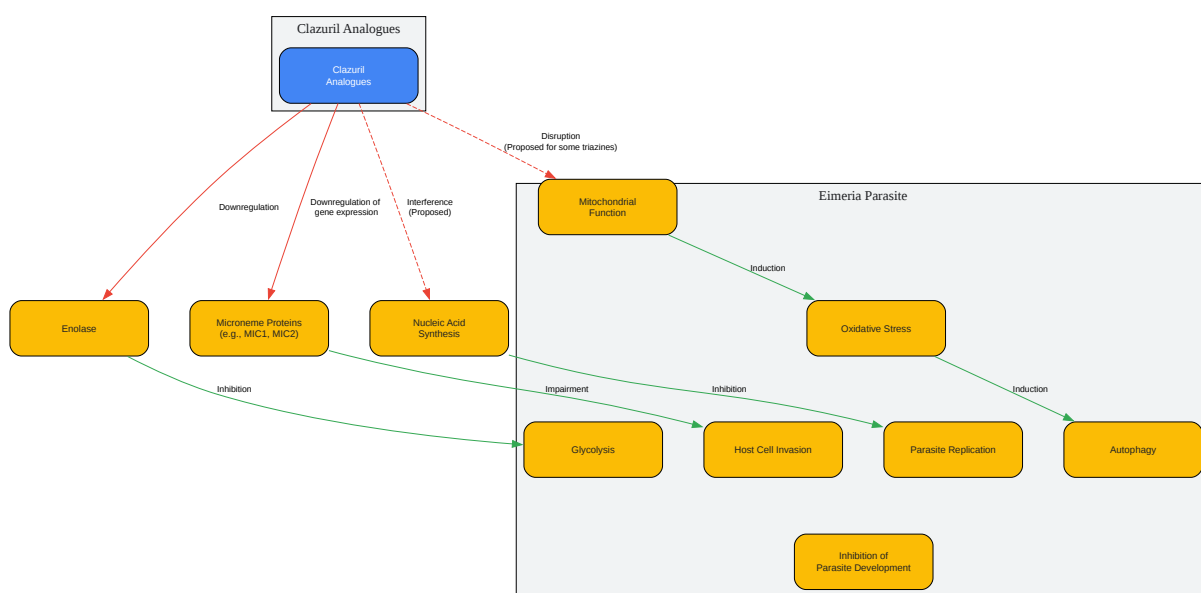 Clazuril Analogues
Clazuril
Analogues
Disruption
(Proposed for some triazines)
Eimeria Parasite
Mitochondrial
Function
Downregulation
Downregulation of
gene expression
Interference
(Proposed)
Induction
Enolase
Microneme Proteins
(e.g., MIC1, MIC2)
Nucleic Acid
Synthesis
Oxidative Stress
Inhibition
Impairment
Inhibition
Induction
Glycolysis
Host Cell Invasion
Parasite Replication
Autophagy
Inhibition of
Parasite Development